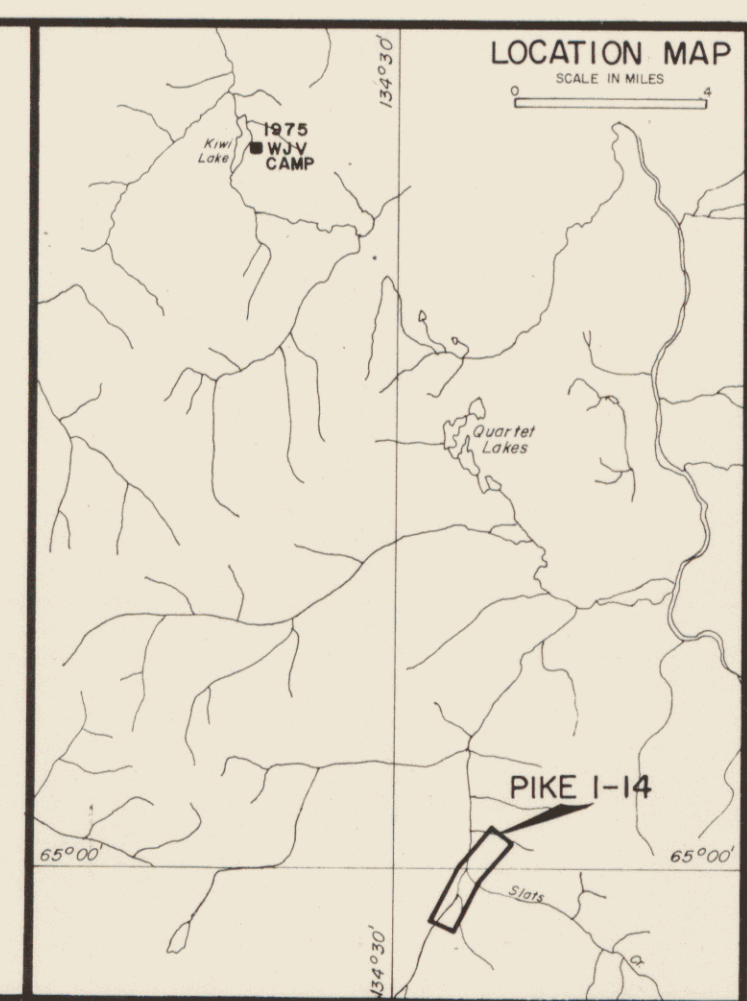 LOCATION MAP
SCALE IN MILES
0 4
134°30'
1975
WJV
CAMP
Kiwi
Lake
Quartet
Lakes
PIKE 1-14
65°00'
65°00'
Slats
Cr.
134°30'